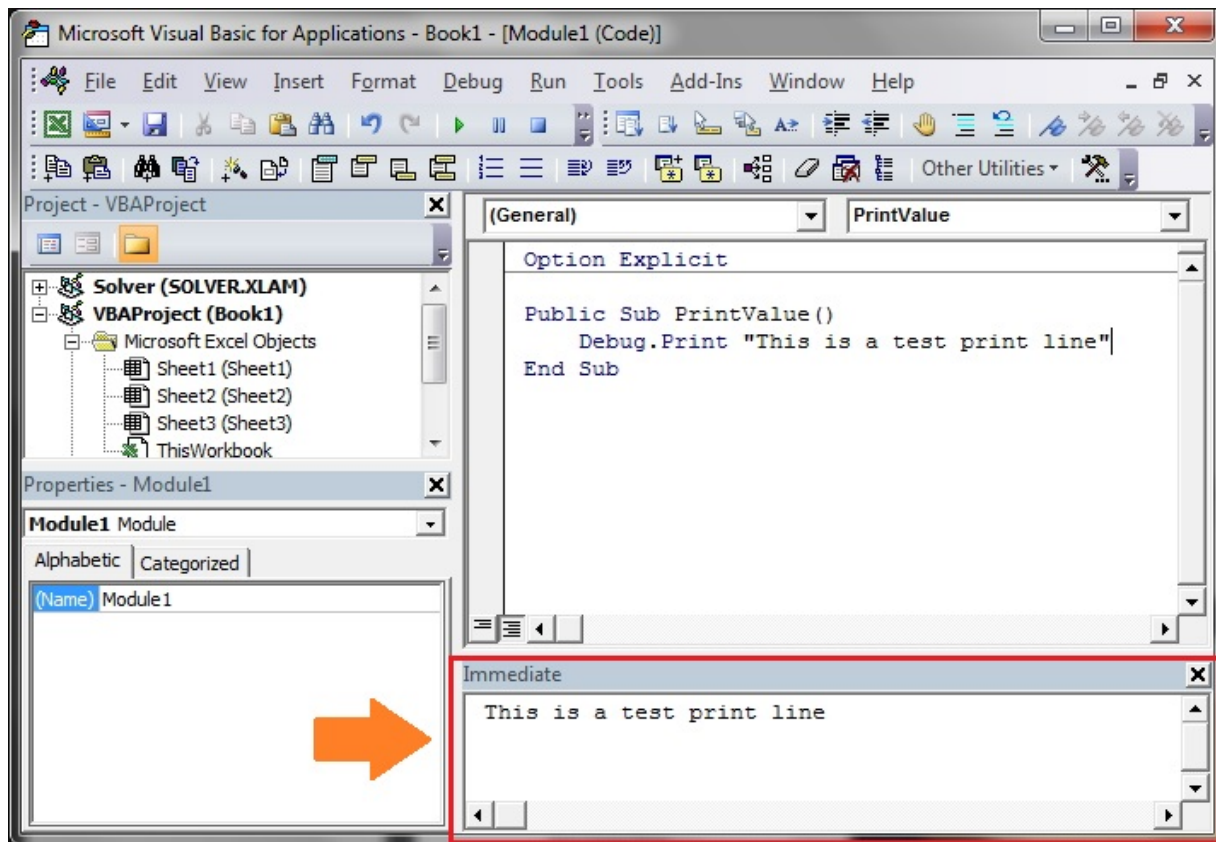 Microsoft Visual Basic for Applications - Book1 - [Module1 (Code)]
File Edit View Insert Format Debug Run Tools Add-Ins Window Help
Other Utilities
Project - VBAProject
Solver (SOLVER.XLAM)
VBAProject (Book1)
Microsoft Excel Objects
Sheet1 (Sheet1)
Sheet2 (Sheet2)
Sheet3 (Sheet3)
ThisWorkbook
Properties - Module1
Module1 Module
Alphabetic Categorized
(Name) Module1
(General) PrintValue
Option Explicit
Public Sub PrintValue()
Debug.Print "This is a test print line"
End Sub
Immediate
This is a test print line